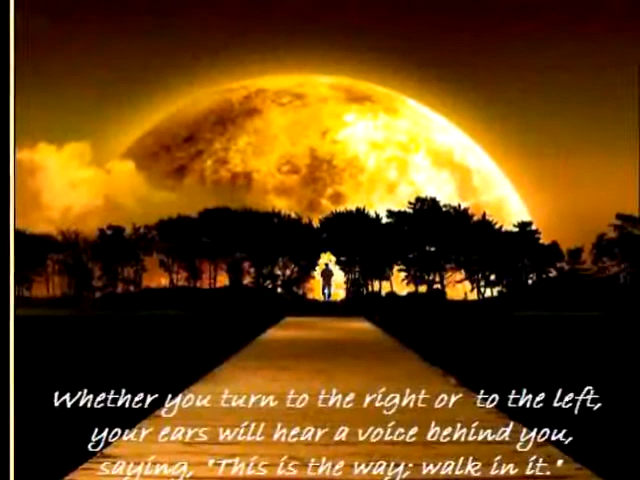 Whether you turn to the right or to the left,
your ears will hear a voice behind you,
saying, "This is the way; walk in it."